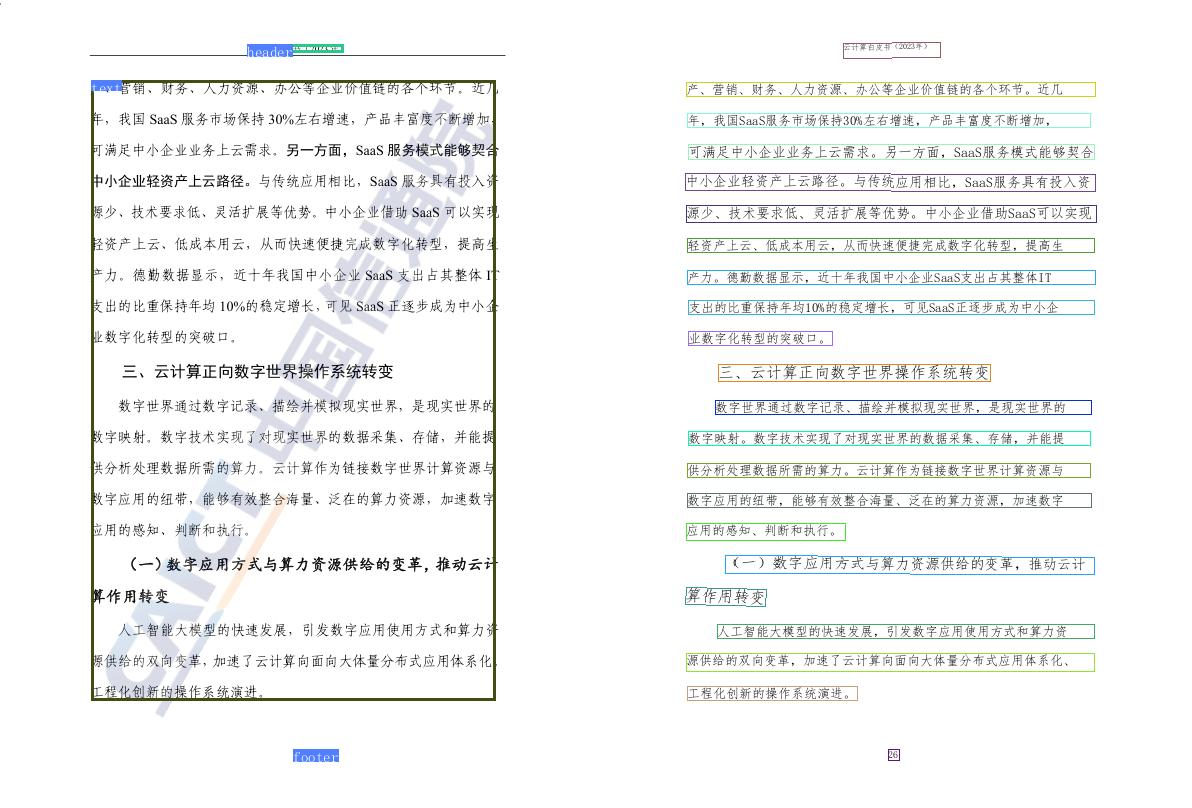 header
text
营销、财务、人力资源、办公等企业价值链的各个环节。近几
年，我国 SaaS 服务市场保持 30%左右增速，产品丰富度不断增加，
可满足中小企业业务上云需求。另一方面，SaaS 服务模式能够契合
中小企业轻资产上云路径。与传统应用相比，SaaS 服务具有投入资
源少、技术要求低、灵活扩展等优势。中小企业借助 SaaS 可以实现
轻资产上云、低成本用云，从而快速便捷完成数字化转型，提高生
产力。德勤数据显示，近十年我国中小企业 SaaS 支出占其整体 IT
支出的比重保持年均 10%的稳定增长，可见 SaaS 正逐步成为中小企
业数字化转型的突破口。
三、云计算正向数字世界操作系统转变
数字世界通过数字记录、描绘并模拟现实世界，是现实世界的
数字映射。数字技术实现了对现实世界的数据采集、存储，并能提
供分析处理数据所需的算力。云计算作为链接数字世界计算资源与
数字应用的纽带，能够有效整合海量、泛在的算力资源，加速数字
应用的感知、判断和执行。
（一）数字应用方式与算力资源供给的变革，推动云计
算作用转变
人工智能大模型的快速发展，引发数字应用使用方式和算力资
源供给的双向变革，加速了云计算向面向大体量分布式应用体系化、
工程化创新的操作系统演进。
CAICT 中国信通院
footer
云计算白皮书（2023年）
产、营销、财务、人力资源、办公等企业价值链的各个环节。近几
年，我国SaaS服务市场保持30%左右增速，产品丰富度不断增加，
可满足中小企业业务上云需求。另一方面，SaaS服务模式能够契合
中小企业轻资产上云路径。与传统应用相比，SaaS服务具有投入资
源少、技术要求低、灵活扩展等优势。中小企业借助SaaS可以实现
轻资产上云、低成本用云，从而快速便捷完成数字化转型，提高生
产力。德勤数据显示，近十年我国中小企业SaaS支出占其整体IT
支出的比重保持年均10%的稳定增长，可见SaaS正逐步成为中小企
业数字化转型的突破口。
三、云计算正向数字世界操作系统转变
数字世界通过数字记录、描绘并模拟现实世界，是现实世界的
数字映射。数字技术实现了对现实世界的数据采集、存储，并能提
供分析处理数据所需的算力。云计算作为链接数字世界计算资源与
数字应用的纽带，能够有效整合海量、泛在的算力资源，加速数字
应用的感知、判断和执行。
（一）数字应用方式与算力资源供给的变革，推动云计
算作用转变
人工智能大模型的快速发展，引发数字应用使用方式和算力资
源供给的双向变革，加速了云计算向面向大体量分布式应用体系化、
工程化创新的操作系统演进。
26